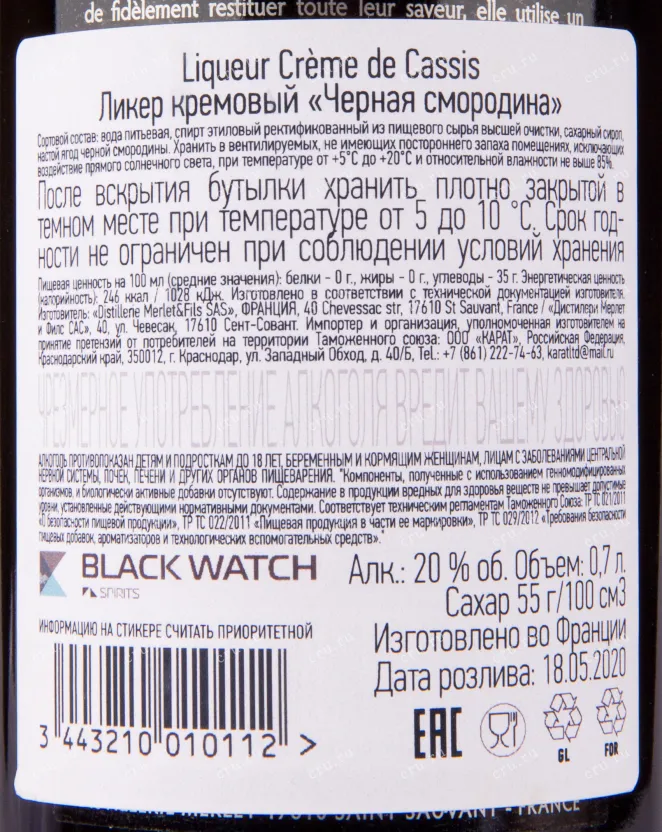 de fidèlement restituer toute leur saveur, elle utilise un
Liqueur Crème de Cassis
Ликер кремовый «Черная смородина»
Сортовой состав: вода питьевая, спирт этиловый ректификованный из пищевого сырья высшей очистки, сахарный сироп,
настой ягод черной смородины. Хранить в вентилируемых, не имеющих постороннего запаха помещениях, исключающих
воздействие прямого солнечного света, при температуре от +5°C до +20°C и относительной влажности не выше 85%.
После вскрытия бутылки хранить плотно закрытой в
темном месте при температуре от 5 до 10 °C. Срок год-
ности не ограничен при соблюдении условий хранения
Пищевая ценность на 100 мл (средние значения): белки - 0 г., жиры - 0 г., углеводы - 35 г. Энергетическая ценность
(калорийность): 246 ккал / 1028 кДж. Изготовлено в соответствии с технической документацией изготовителя.
Изготовитель: «Distillerie Merlet&Fils SAS», ФРАНЦИЯ, 40 Chevessac str, 17610 St Sauvant, France / «Дистилери Мерлет
и Филс САС», 40, ул. Чевесак, 17610 Сент-Совант. Импортер и организация, уполномоченная изготовителем на
принятие претензий от потребителей на территории Таможенного союза: ООО «КАРАТ», Российская Федерация,
Краснодарский край, 350012, г. Краснодар, ул. Западный Обход, д. 40/Б, Tel.: +7 (861) 222-74-63, karatltd@mail.ru
ЧРЕЗМЕРНОЕ УПОТРЕБЛЕНИЕ АЛКОГОЛЯ ВРЕДИТ ВАШЕМУ ЗДОРОВЬЮ
АЛКОГОЛЬ ПРОТИВОПОКАЗАН ДЕТЯМ И ПОДРОСТКАМ ДО 18 ЛЕТ, БЕРЕМЕННЫМ И КОРМЯЩИМ ЖЕНЩИНАМ, ЛИЦАМ С ЗАБОЛЕВАНИЯМИ ЦЕНТРАЛЬНОЙ
НЕРВНОЙ СИСТЕМЫ, ПОЧЕК, ПЕЧЕНИ И ДРУГИХ ОРГАНОВ ПИЩЕВАРЕНИЯ. "Компоненты, полученные с использованием генномодифицированных
организмов, и биологически активные добавки отсутствуют. Содержание в продукции вредных для здоровья веществ не превышает допустимые
уровни, установленные действующими нормативными документами. Соответствует техническим регламентам Таможенного Союза: ТР ТС 021/2011
«О безопасности пищевой продукции», ТР ТС 022/2011 «Пищевая продукция в части ее маркировки», ТР ТС 029/2012 «Требования безопасности
пищевых добавок, ароматизаторов и технологических вспомогательных средств»."
BLACK WATCH
SPIRITS
Алк.: 20 % об. Объем: 0,7 л.
Сахар 55 г/100 см3
Изготовлено во Франции
Дата розлива: 18.05.2020
ИНФОРМАЦИЮ НА СТИКЕРЕ СЧИТАТЬ ПРИОРИТЕТНОЙ
3 443210 010112 >
EAC
GL
FOR
17610 SAINT SAUVANT - FRANCE